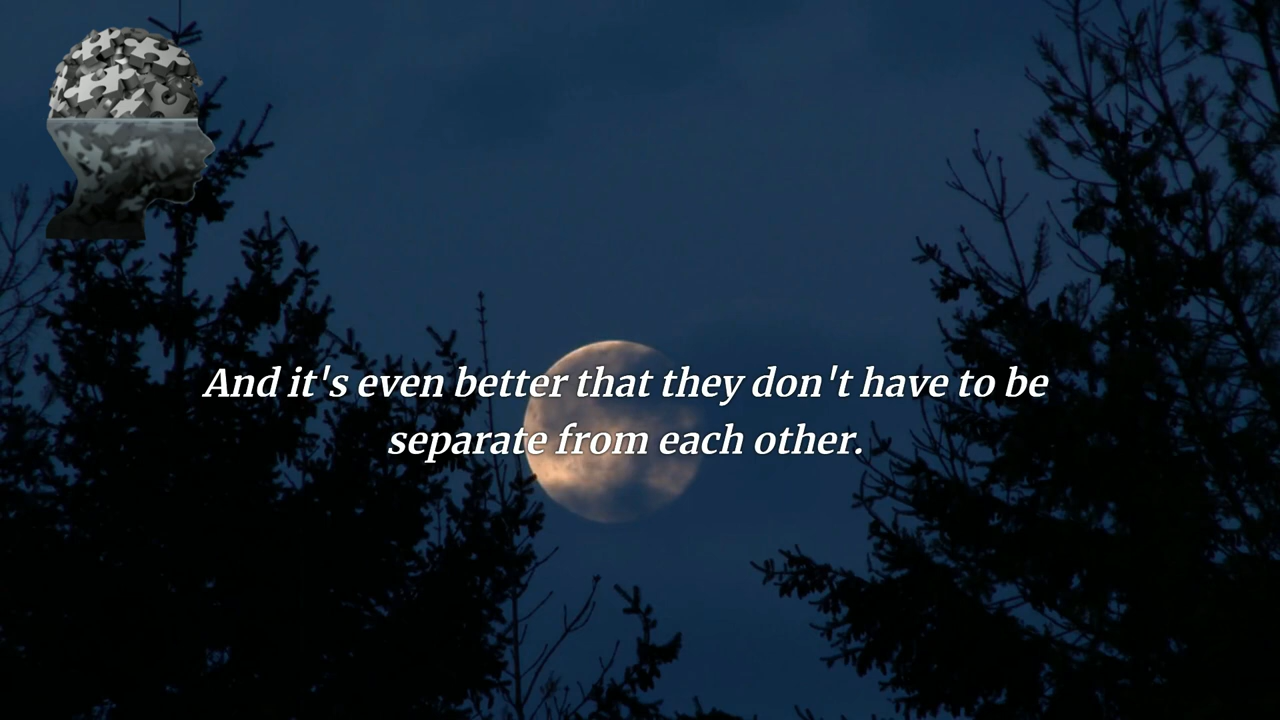 And it's even better that they don't have to be
separate from each other.